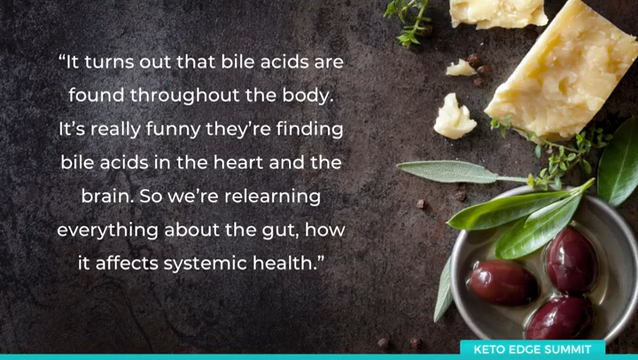 “It turns out that bile acids are
found throughout the body.
It’s really funny they’re finding
bile acids in the heart and the
brain. So we’re relearning
everything about the gut, how
it affects systemic health.”
KETO EDGE SUMMIT